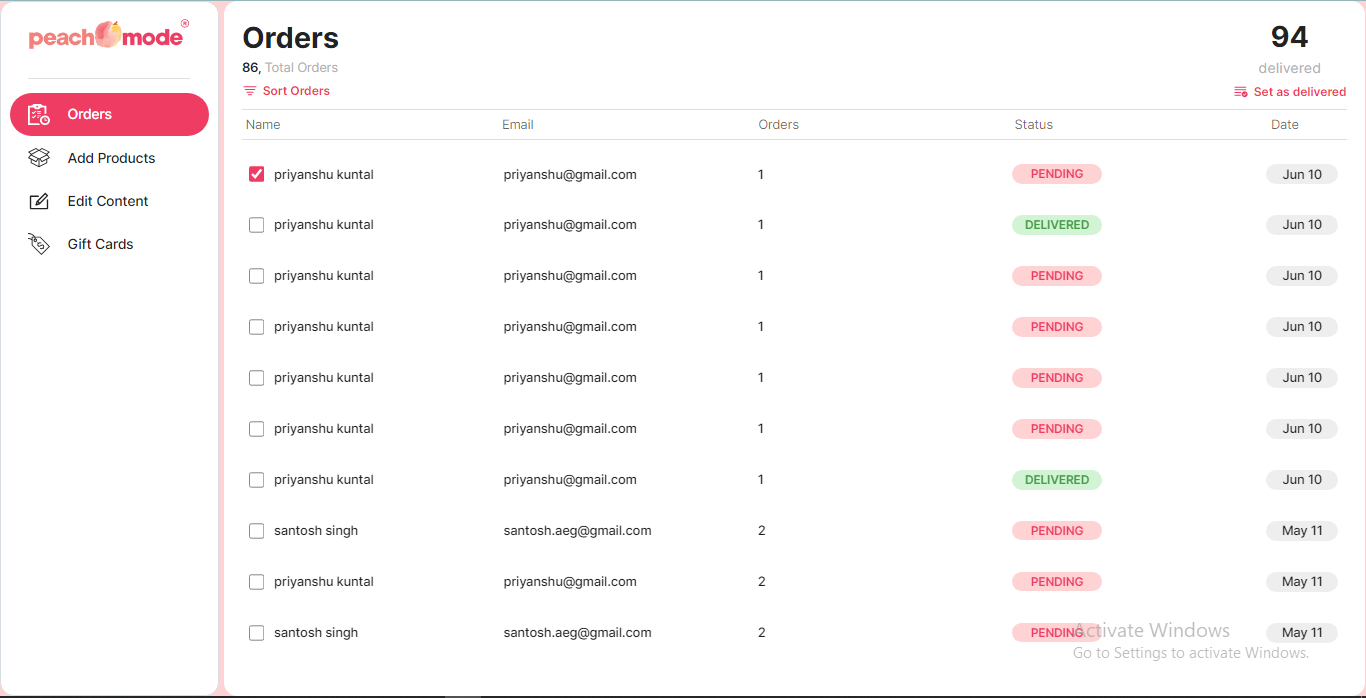 peachmode®
Orders
Add Products
Edit Content
Gift Cards
Orders
86, Total Orders
Sort Orders
94
delivered
Set as delivered
Name Email Orders Status Date
priyanshu kuntal priyanshu@gmail.com 1 PENDING Jun 10
priyanshu kuntal priyanshu@gmail.com 1 DELIVERED Jun 10
priyanshu kuntal priyanshu@gmail.com 1 PENDING Jun 10
priyanshu kuntal priyanshu@gmail.com 1 PENDING Jun 10
priyanshu kuntal priyanshu@gmail.com 1 PENDING Jun 10
priyanshu kuntal priyanshu@gmail.com 1 PENDING Jun 10
priyanshu kuntal priyanshu@gmail.com 1 DELIVERED Jun 10
santosh singh santosh.aeg@gmail.com 2 PENDING May 11
priyanshu kuntal priyanshu@gmail.com 2 PENDING May 11
santosh singh santosh.aeg@gmail.com 2 PENDING May 11
Activate Windows
Go to Settings to activate Windows.